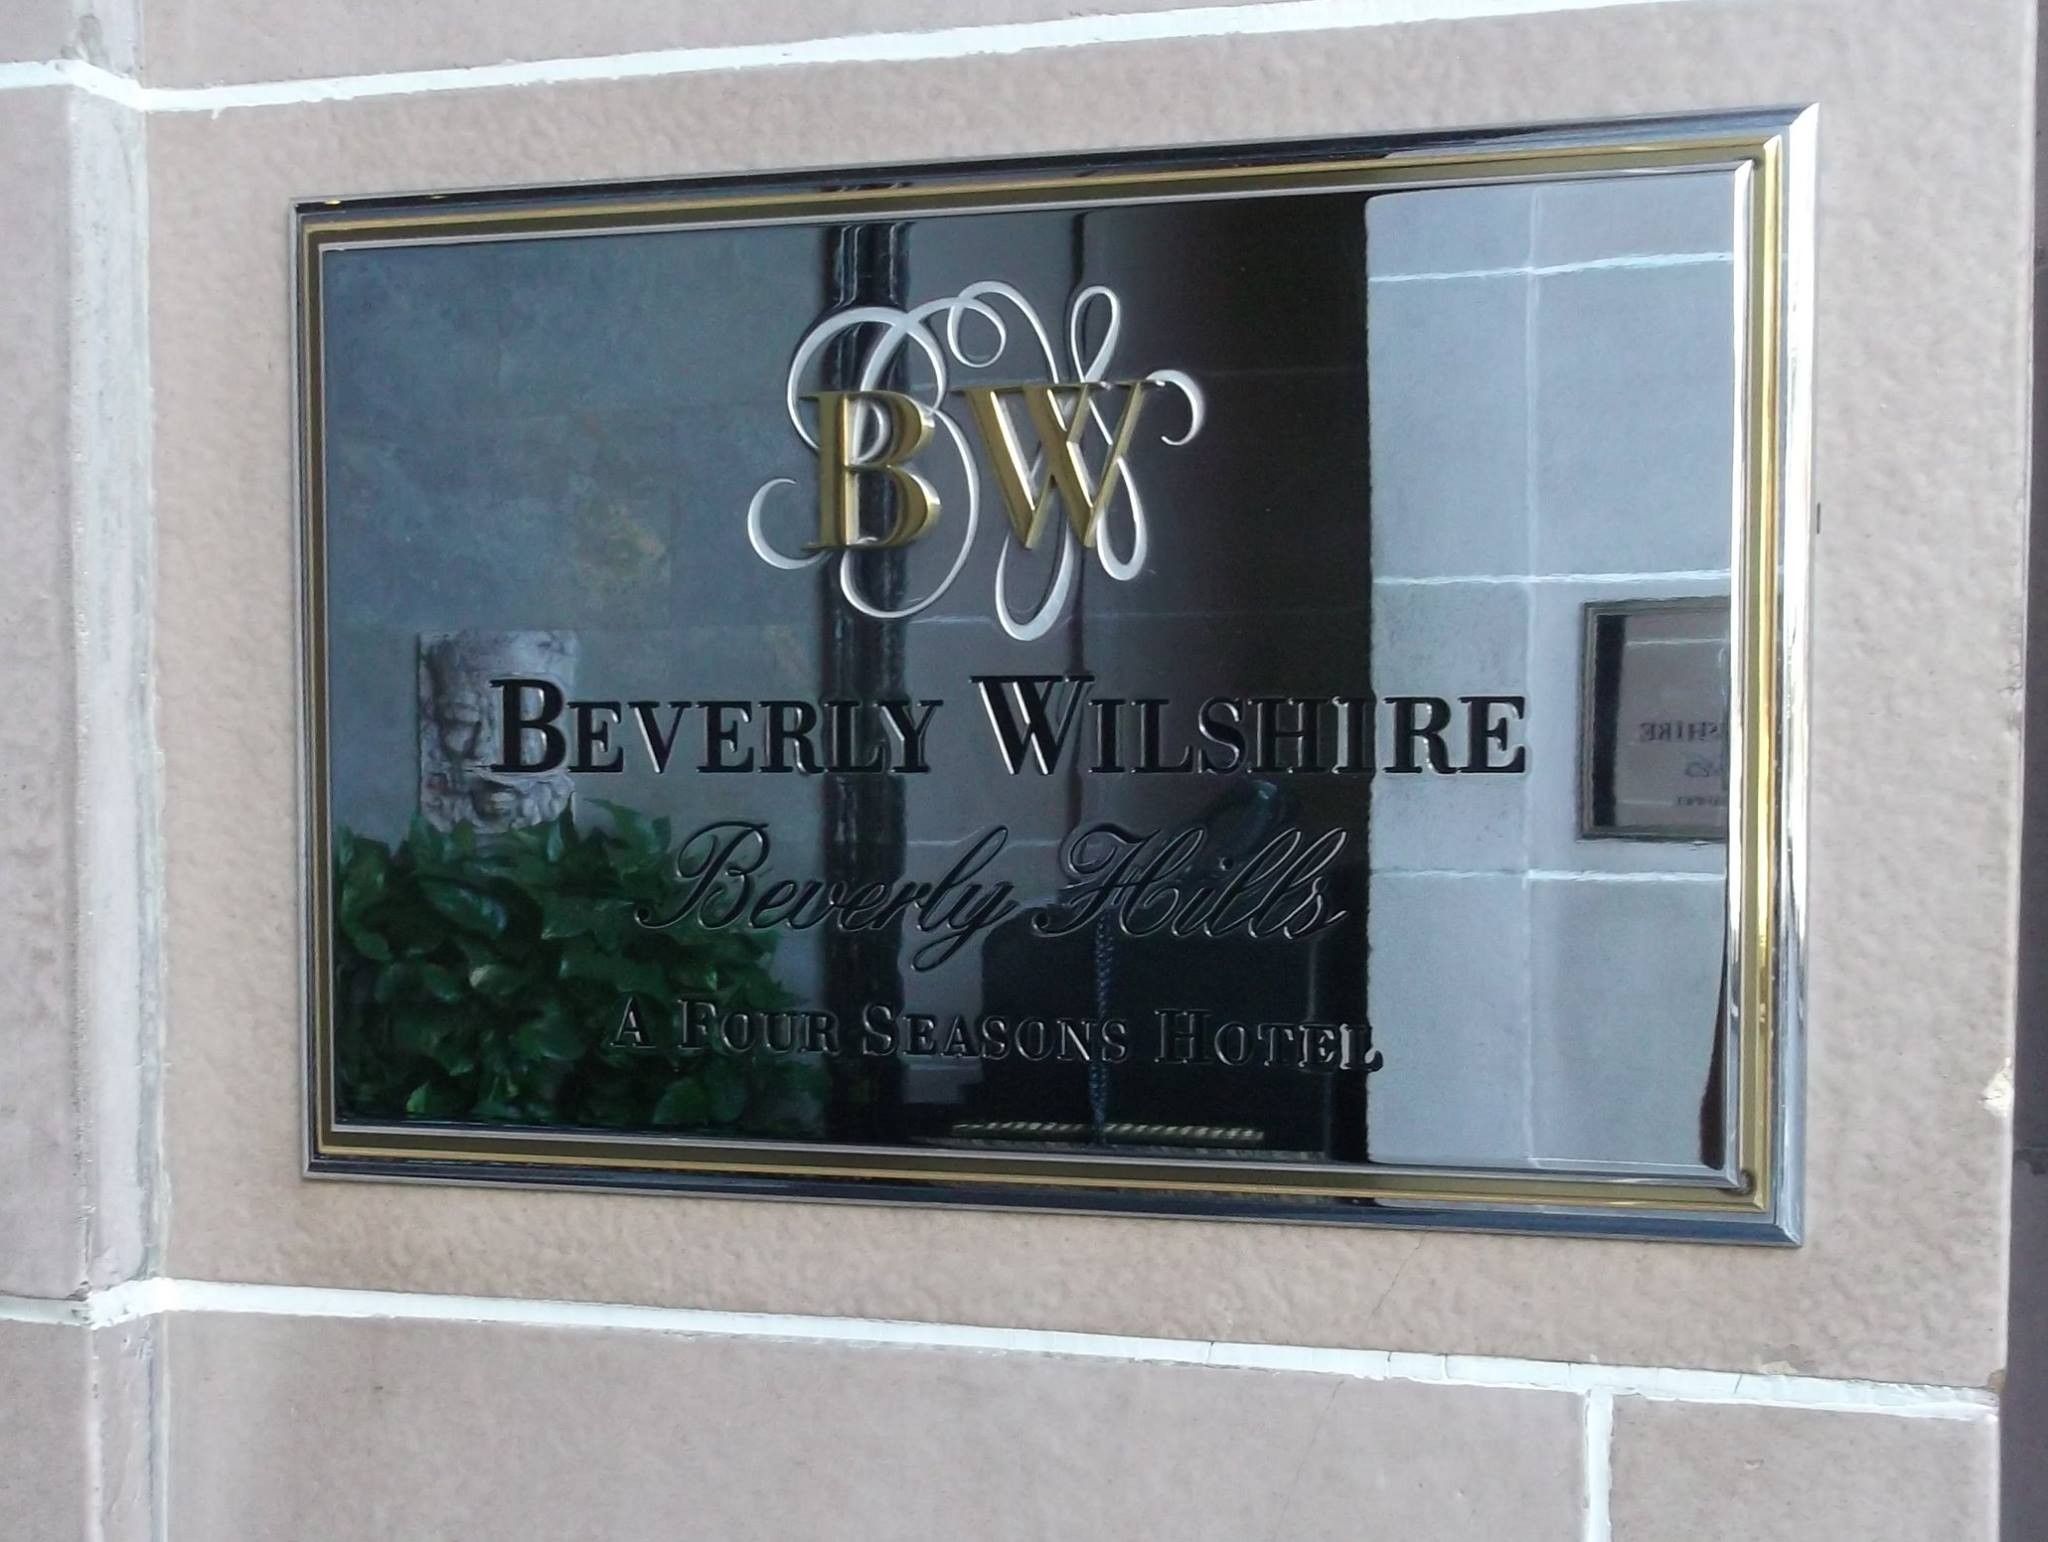 BW
BEVERLY WILSHIRE
Beverly Hills
A FOUR SEASONS HOTEL